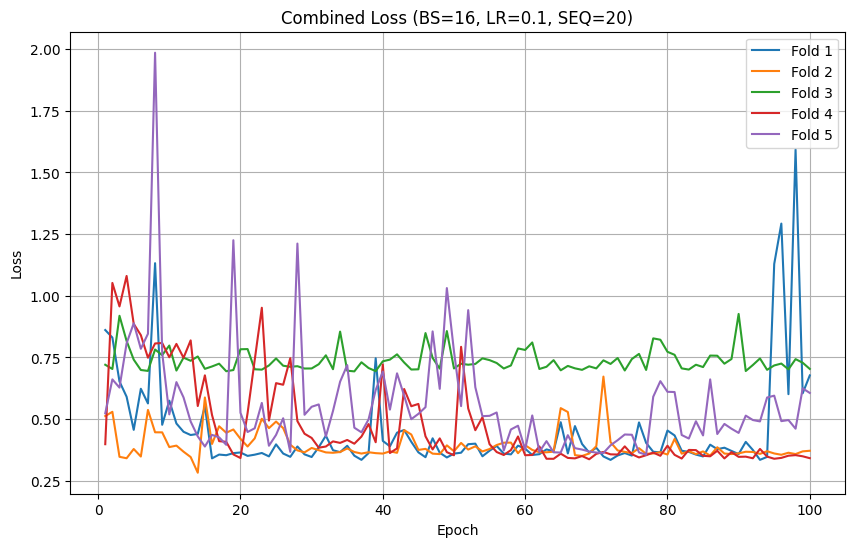 Combined Loss (BS=16, LR=0.1, SEQ=20)
Fold 1
Fold 2
Fold 3
Fold 4
Fold 5
Loss
2.00
1.75
1.50
1.25
1.00
0.75
0.50
0.25
0
20
40
60
80
100
Epoch